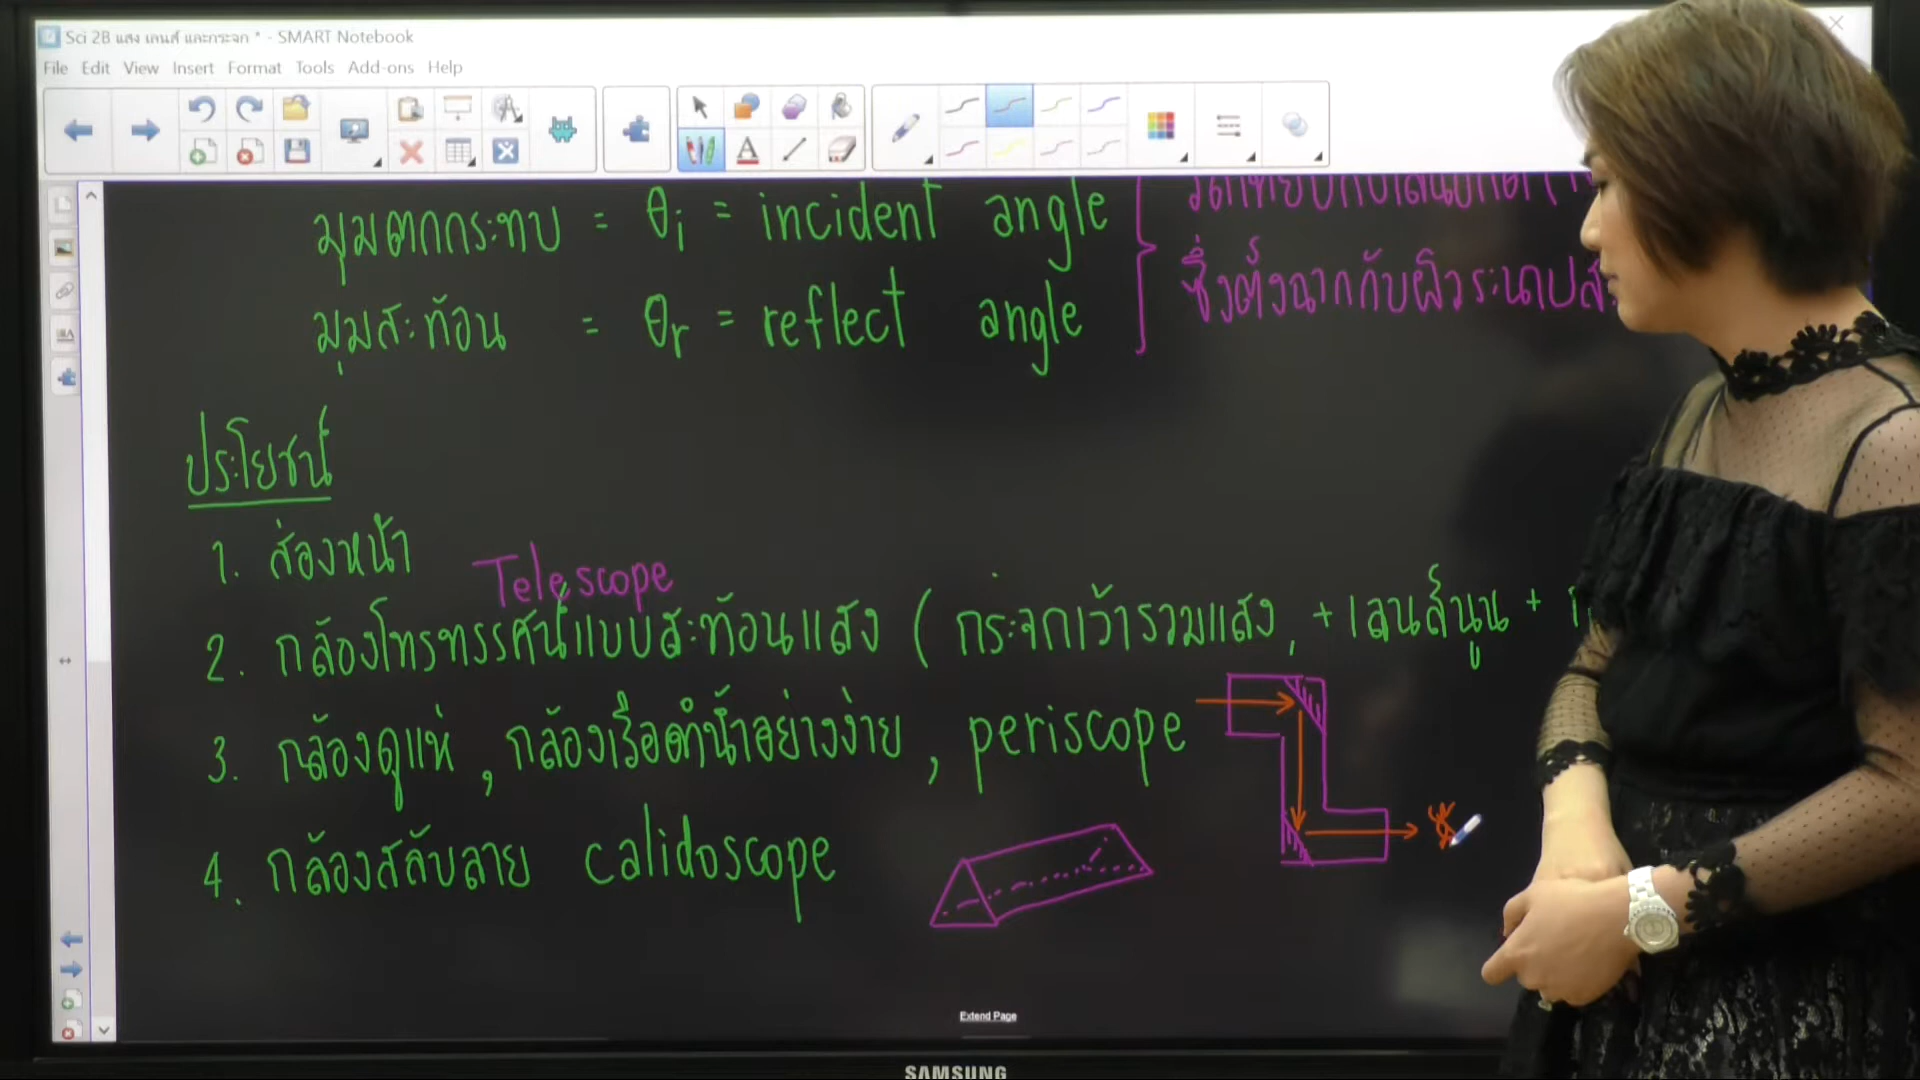 Sci 2B แสง เลนส์ และกระจก * - SMART Notebook
File Edit View Insert Format Tools Add-ons Help
มุมตกกระทบ = θi = incident angle
ซึ่งตั้งฉากกับผิวระนาบส
มุมสะท้อน = θr = reflect angle
ประโยชน์
1. ส่องหน้า
Telescope
2. กล้องโทรทรรศน์แบบสะท้อนแสง ( กระจกเว้ารวมแสง, + เลนส์นูน +
3. กล้องดูแห่ , กล้องเรือดำน้ำอย่างง่าย , periscope
4. กล้องสลับลาย calidoscope
Extend Page
SAMSUNG